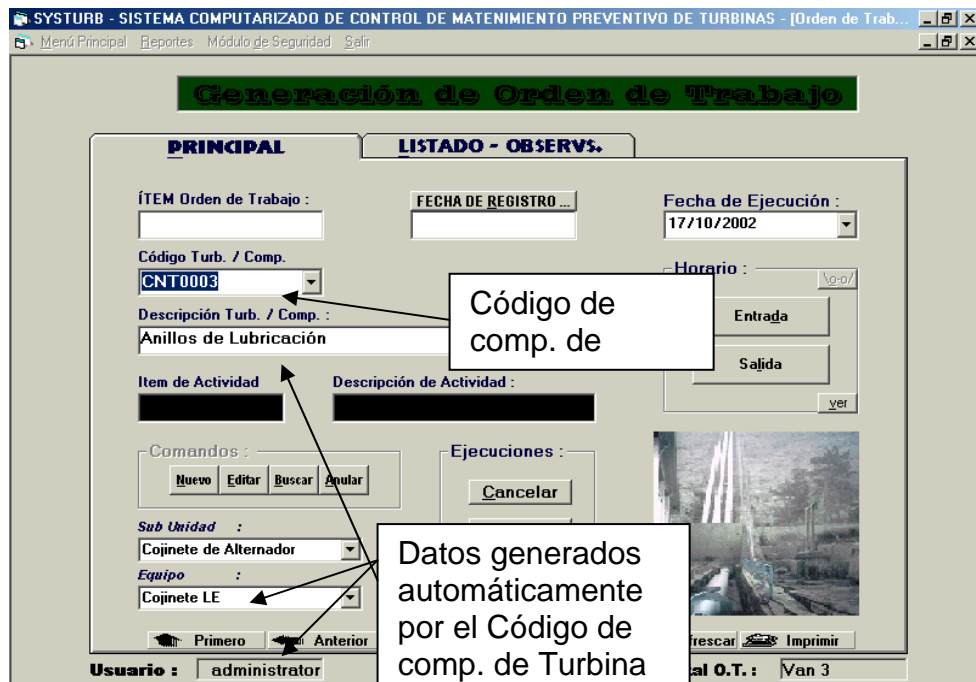 SYSTURB - SISTEMA COMPUTARIZADO DE CONTROL DE MATENIMIENTO PREVENTIVO DE TURBINAS - [Orden de Trab...
Menú Principal Reportes Módulo de Seguridad Salir
Generación de Orden de Trabajo
PRINCIPAL
LISTADO - OBSERVS.
ÍTEM Orden de Trabajo :
FECHA DE REGISTRO ...
Fecha de Ejecución :
17/10/2002
Código Turb. / Comp.
CNT0003
Horario :
\o-o/
Código de
comp. de
Descripción Turb. / Comp. :
Anillos de Lubricación
Entrada
Salida
ver
Item de Actividad
Descripción de Actividad :
Comandos :
Nuevo Editar Buscar Anular
Ejecuciones :
Cancelar
Sub Unidad :
Cojinete de Alternador
Equipo :
Cojinete LE
Datos generados
automáticamente
por el Código de
comp. de Turbina
Primero Anterior frescar Imprimir
Usuario : administrator al O.T. : Van 3